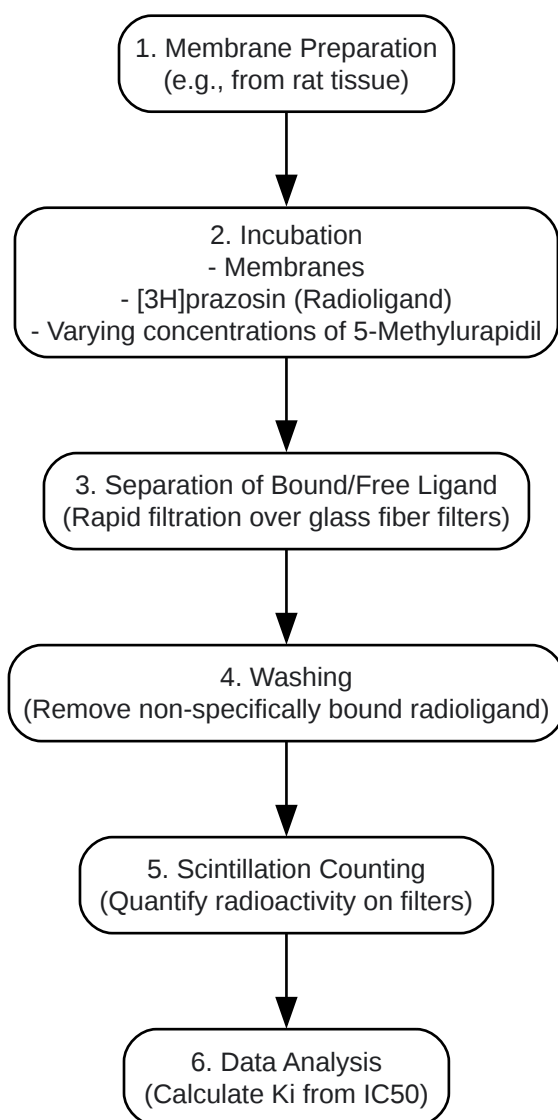 1. Membrane Preparation
(e.g., from rat tissue)
2. Incubation
- Membranes
- [3H]prazosin (Radioligand)
- Varying concentrations of 5-Methylurapidil
3. Separation of Bound/Free Ligand
(Rapid filtration over glass fiber filters)
4. Washing
(Remove non-specifically bound radioligand)
5. Scintillation Counting
(Quantify radioactivity on filters)
6. Data Analysis
(Calculate Ki from IC50)